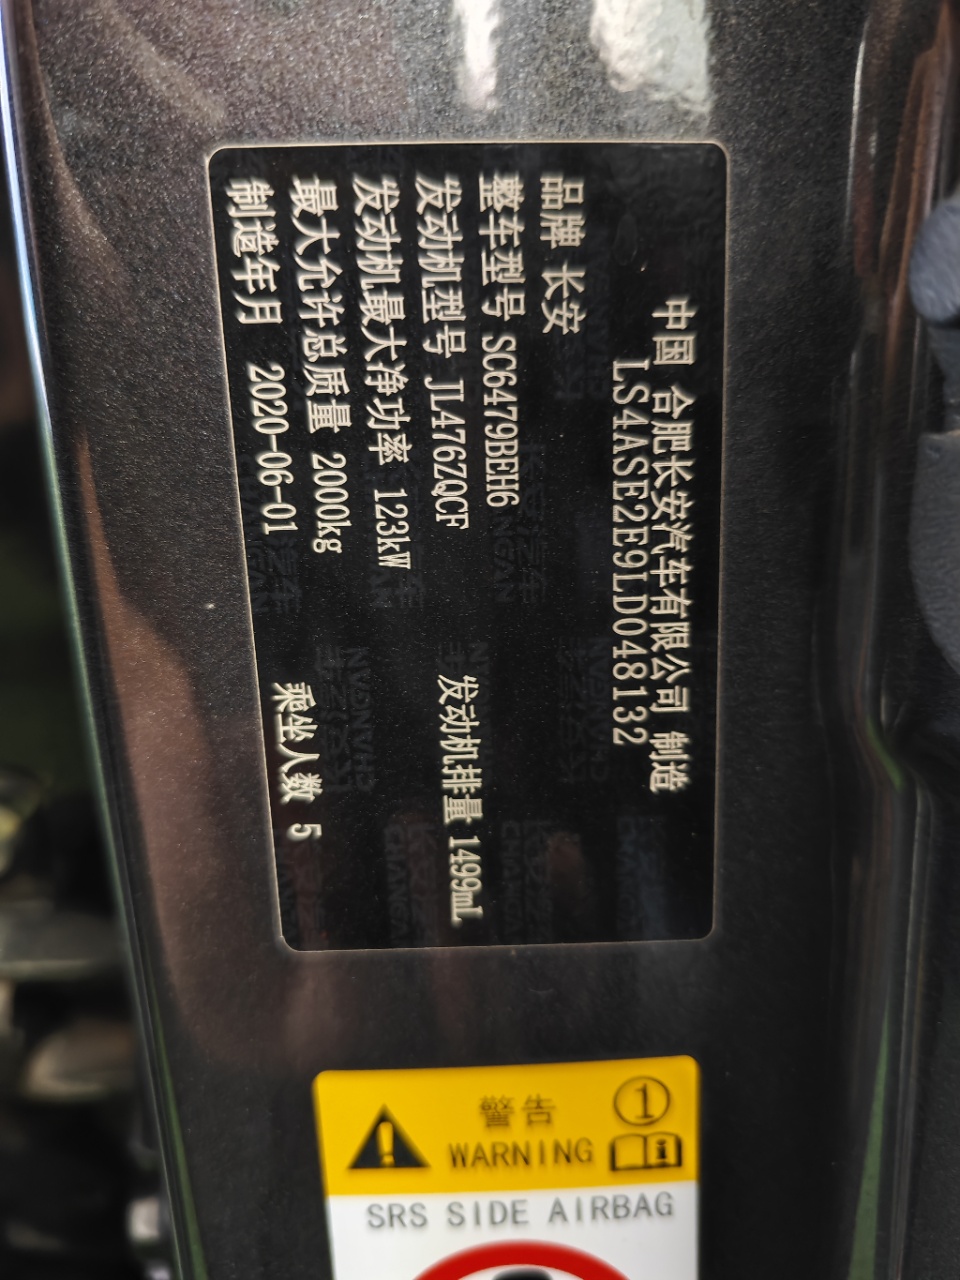 中国 合肥长安汽车有限公司 制造
LS4ASE2E9LD048132
品牌 长安
整车型号 SC6479BEH6
发动机型号 JL476ZQCF 发动机排量 1499mL
发动机最大净功率 123kW
最大允许总质量 2000kg 乘坐人数 5
制造年月 2020-06-01
警告 1
WARNING i
SRS SIDE AIRBAG